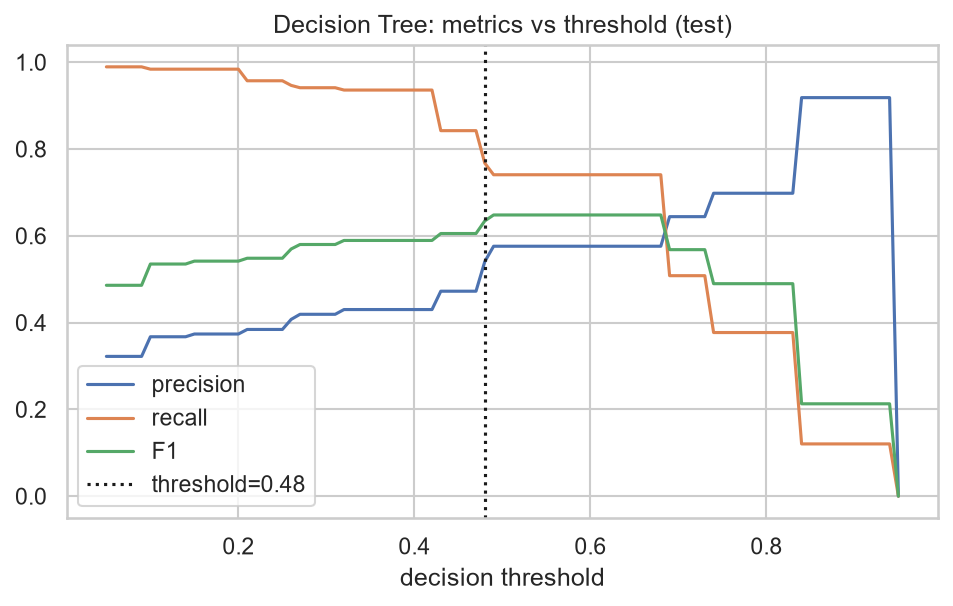 Decision Tree: metrics vs threshold (test)
1.0
0.8
0.6
0.4
0.2
0.0
precision
recall
F1
threshold=0.48
0.2
0.4
0.6
0.8
decision threshold